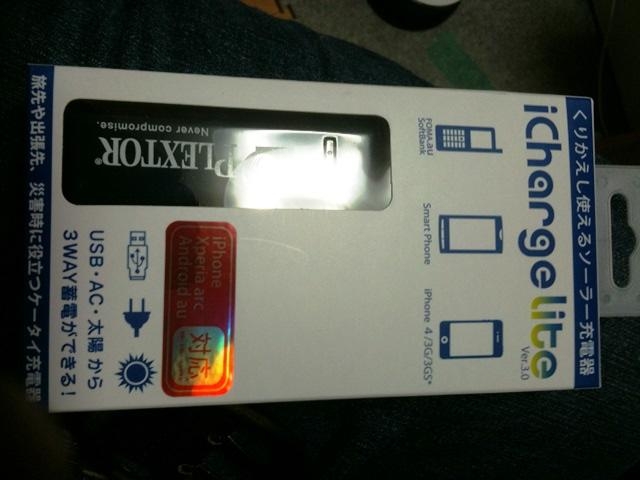 くりかえし使えるソーラー充電器
iCharge lite
Ver.3.0
FOMA,au
SoftBank
Smart Phone
iPhone 4 /3G/3GS*
PLEXTOR®
Never compromise.
iPhone
Xperia arc
Android au
対応
USB・AC・太陽から
3WAY蓄電ができる!
旅先や出張先、災害時に役立つケータイ充電器